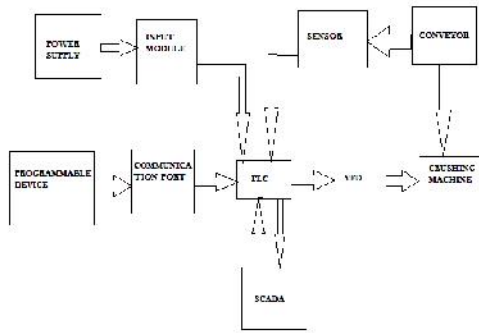 POWER
SUPPLY
INPUT
MODULE
SENSOR
CONVEYOR
PROGRAMMABLE
DEVICE
COMMUNICA
TION PORT
PLC
VFD
CRUSHING
MACHINE
SCADA